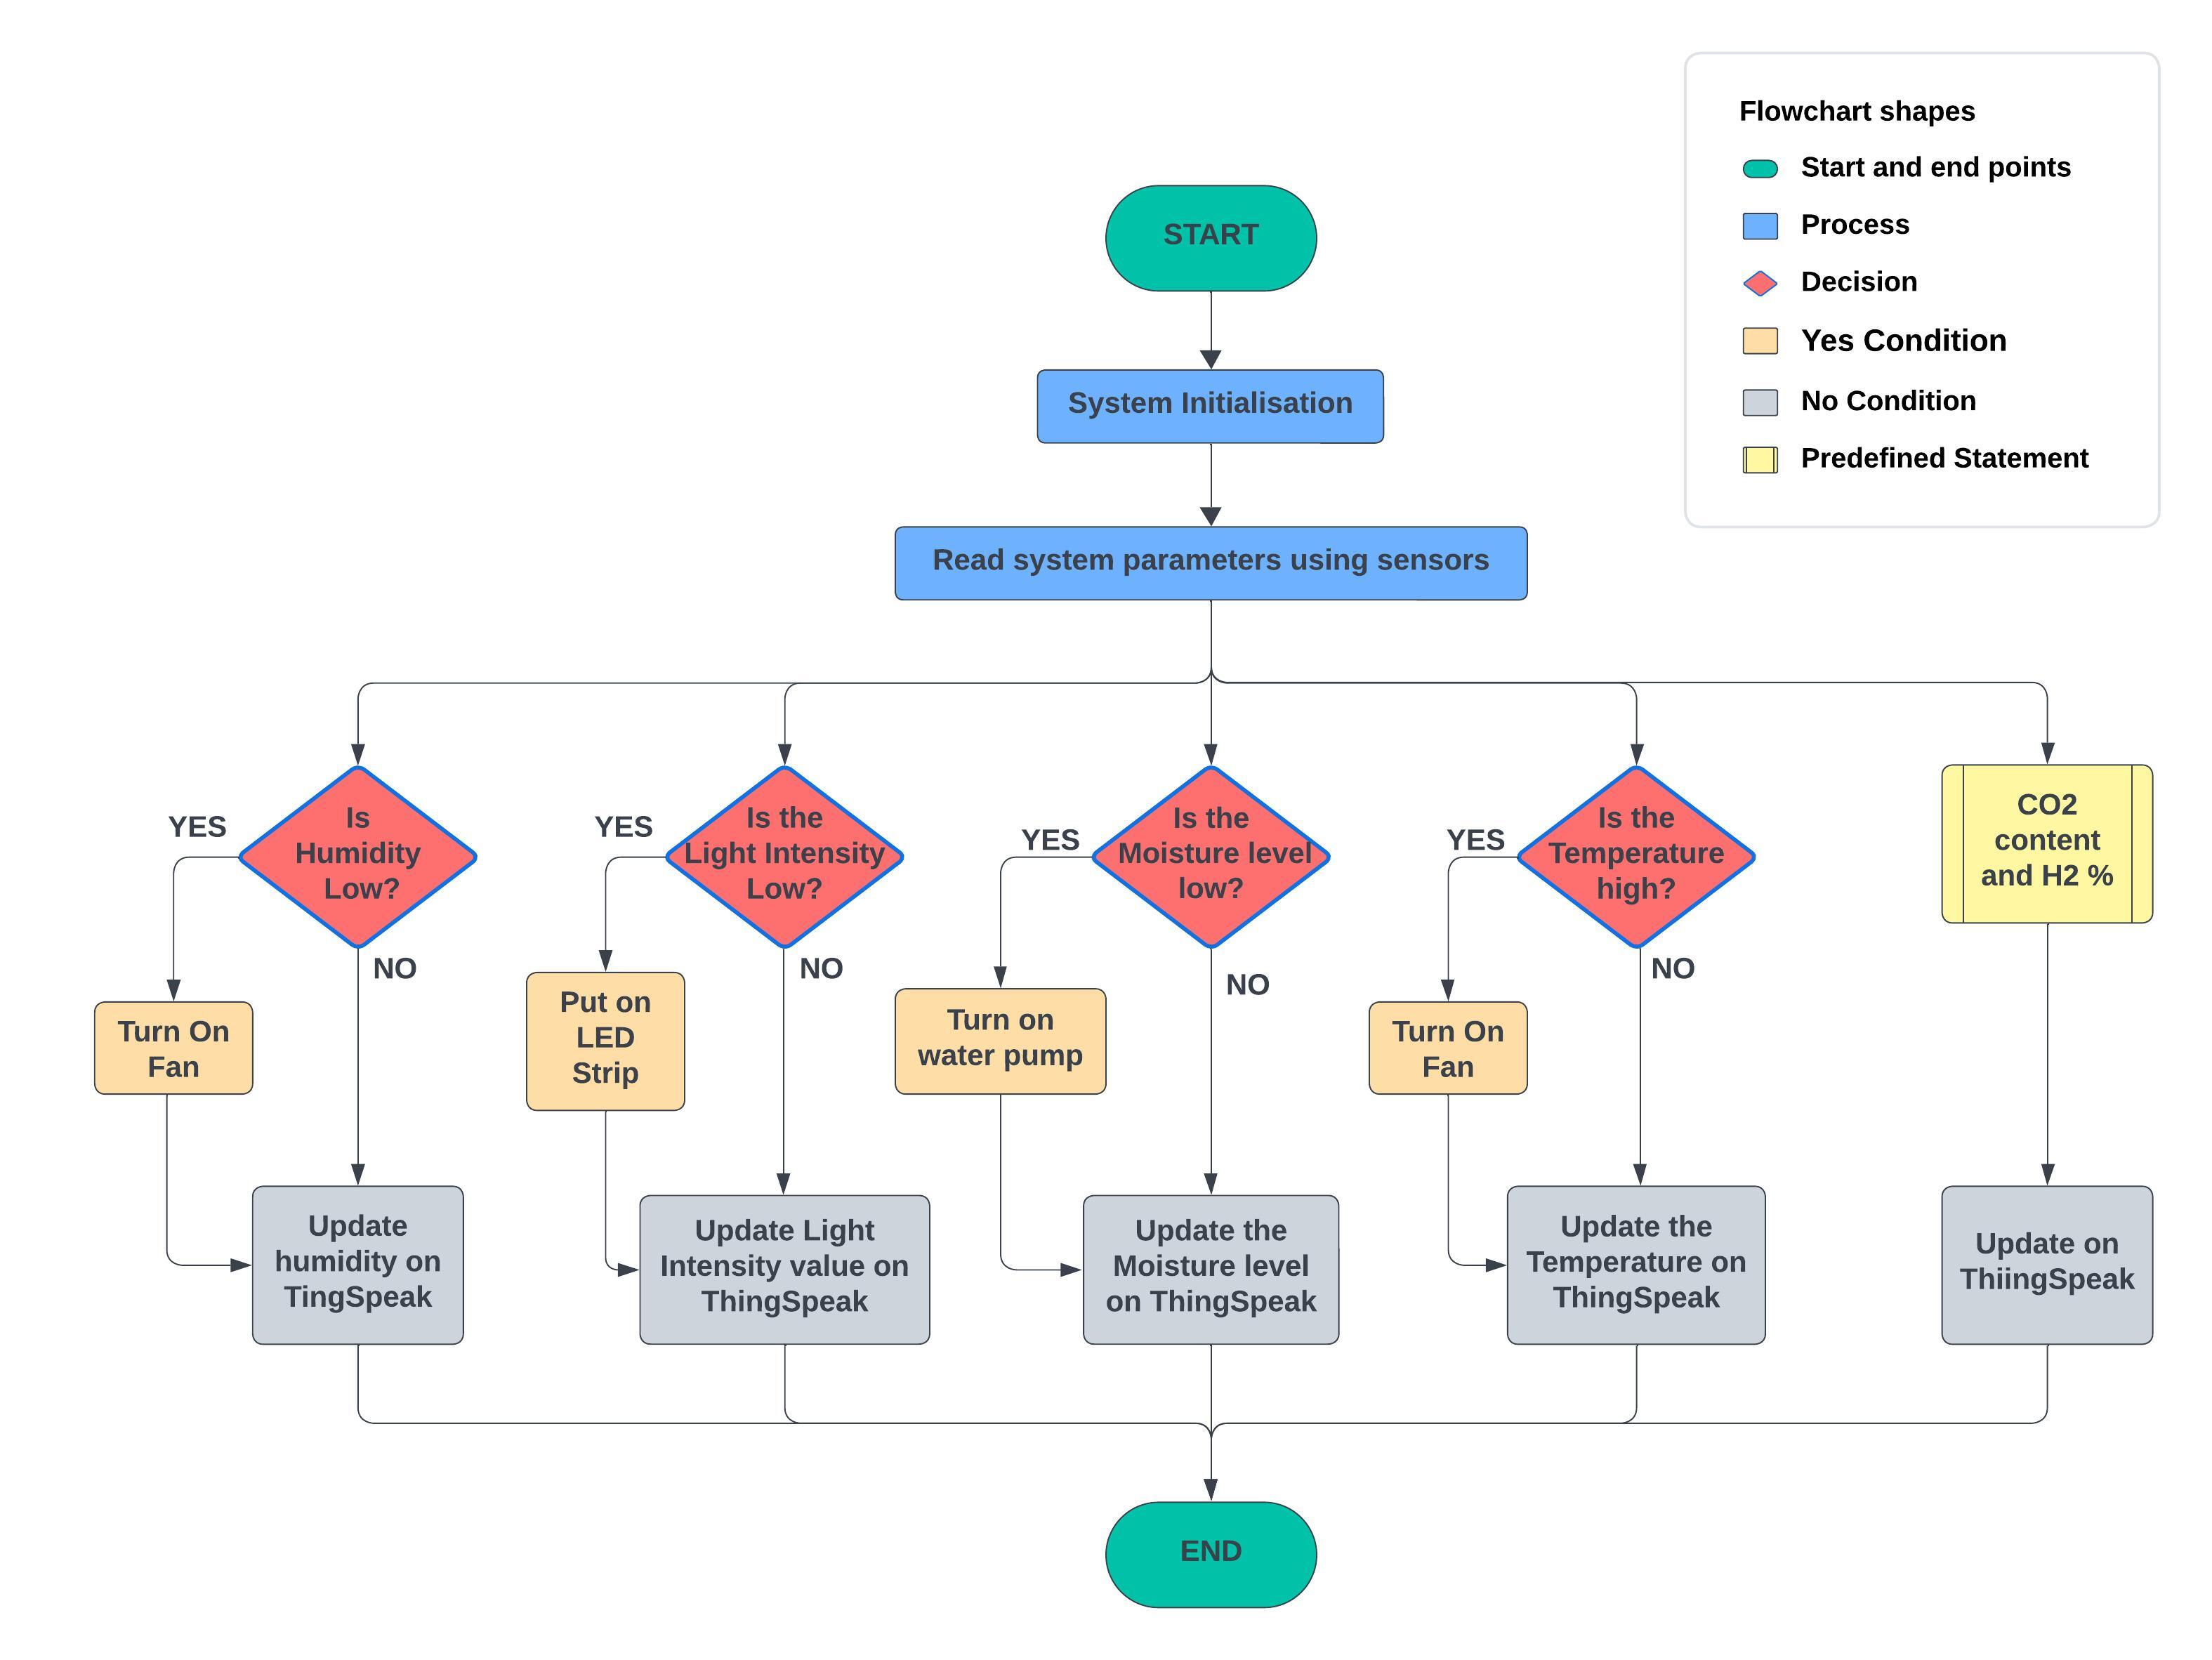 Flowchart shapes
Start and end points
Process
Decision
Yes Condition
No Condition
Predefined Statement
START
System Initialisation
Read system parameters using sensors
YES
Is
Humidity
Low?
NO
Turn On
Fan
Update
humidity on
TingSpeak
YES
Is the
Light Intensity
Low?
NO
Put on
LED
Strip
Update Light
Intensity value on
ThingSpeak
YES
Is the
Moisture level
low?
NO
Turn on
water pump
Update the
Moisture level
on ThingSpeak
YES
Is the
Temperature
high?
NO
Turn On
Fan
Update the
Temperature on
ThingSpeak
CO2
content
and H2 %
Update on
ThiingSpeak
END